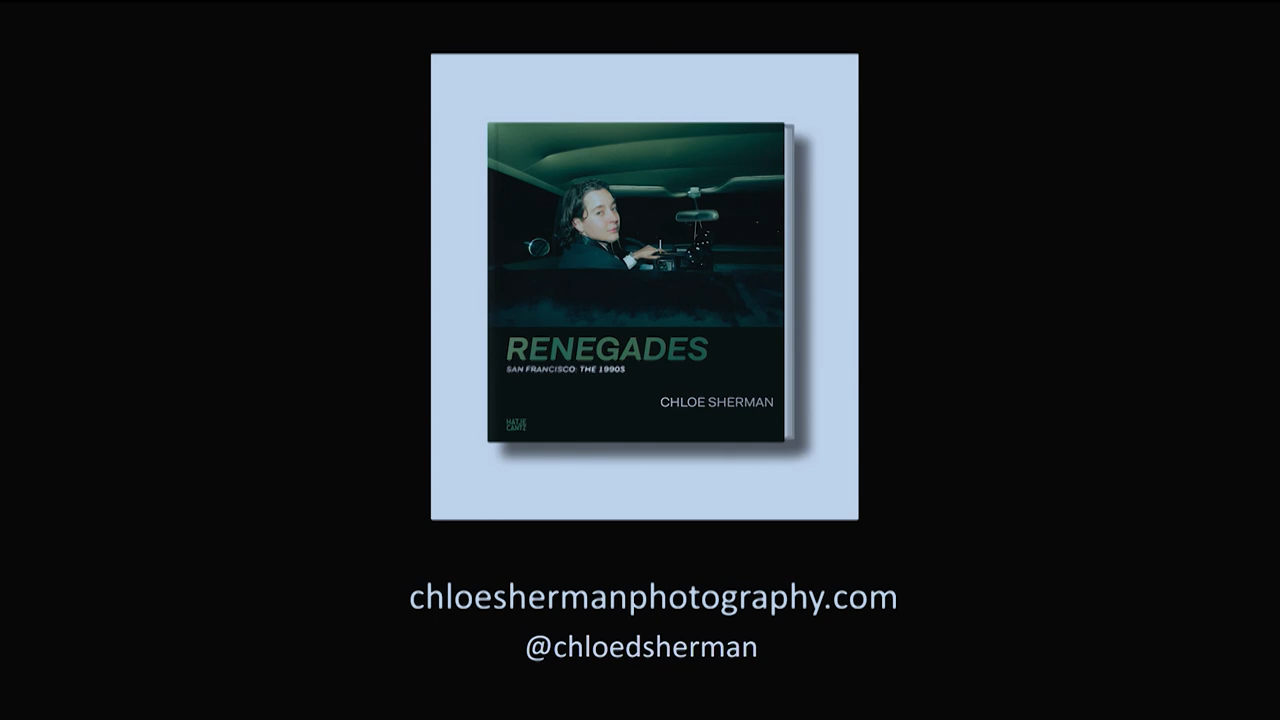 RENEGADES
SAN FRANCISCO: THE 1990S
CHLOE SHERMAN
HATJE
CANTZ
chloeshermanphotography.com
@chloedsherman